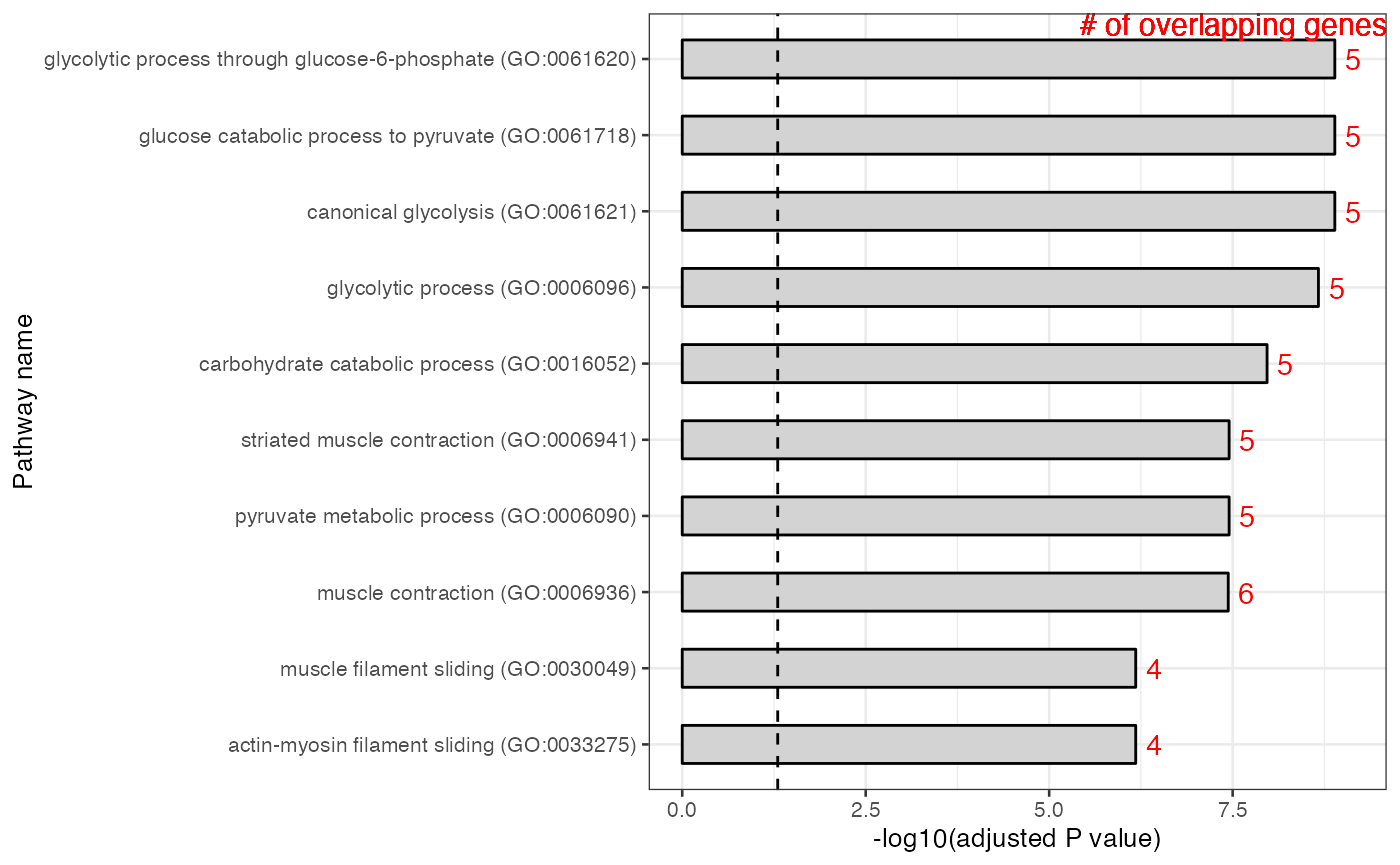 # of overlapping genes
glycolytic process through glucose-6-phosphate (GO:0061620) 5
glucose catabolic process to pyruvate (GO:0061718) 5
canonical glycolysis (GO:0061621) 5
glycolytic process (GO:0006096) 5
carbohydrate catabolic process (GO:0016052) 5
striated muscle contraction (GO:0006941) 5
pyruvate metabolic process (GO:0006090) 5
muscle contraction (GO:0006936) 6
muscle filament sliding (GO:0030049) 4
actin-myosin filament sliding (GO:0033275) 4
Pathway name
0.0 2.5 5.0 7.5
-log10(adjusted P value)